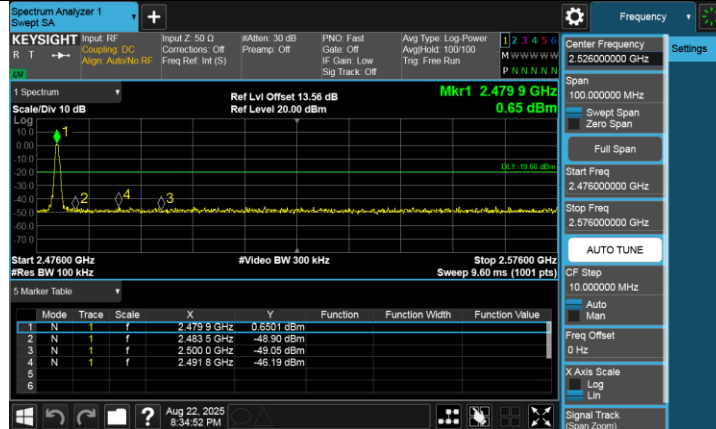 Spectrum Analyzer 1
Swept SA
+
Frequency
KEYSIGHT
R T
Input: RF
Coupling: DC
Align: Auto/No RF
Input Z: 50 Ω
Corrections: Off
Freq Ref: Int (S)
#Atten: 30 dB
Preamp: Off
PNO: Fast
Gate: Off
IF Gain: Low
Sig Track: Off
Avg Type: Log-Power
Avg|Hold: 100/100
Trig: Free Run
1 2 3 4 5 6
M W W W W W
P N N N N N
Center Frequency
2.526000000 GHz
Settings
Span
100.000000 MHz
Swept Span
Zero Span
Full Span
Start Freq
2.476000000 GHz
Stop Freq
2.576000000 GHz
AUTO TUNE
CF Step
10.000000 MHz
Auto
Man
Freq Offset
0 Hz
X Axis Scale
Log
Lin
Signal Track
(Span Zoom)
1 Spectrum
Scale/Div 10 dB
Ref Lvl Offset 13.56 dB
Ref Level 20.00 dBm
Mkr1 2.479 9 GHz
0.65 dBm
Log
10.0
0.00
-10.0
-20.0
-30.0
-40.0
-50.0
-60.0
-70.0
1
2
4
3
DL1 -19.60 dBm
Start 2.47600 GHz
#Video BW 300 kHz
Stop 2.57600 GHz
#Res BW 100 kHz
Sweep 9.60 ms (1001 pts)
5 Marker Table
Mode Trace Scale X Y Function Function Width Function Value
1 N 1 f 2.479 9 GHz 0.6501 dBm
2 N 1 f 2.483 5 GHz -48.90 dBm
3 N 1 f 2.500 0 GHz -49.05 dBm
4 N 1 f 2.491 8 GHz -46.19 dBm
5
6
?
Aug 22, 2025
8:34:52 PM